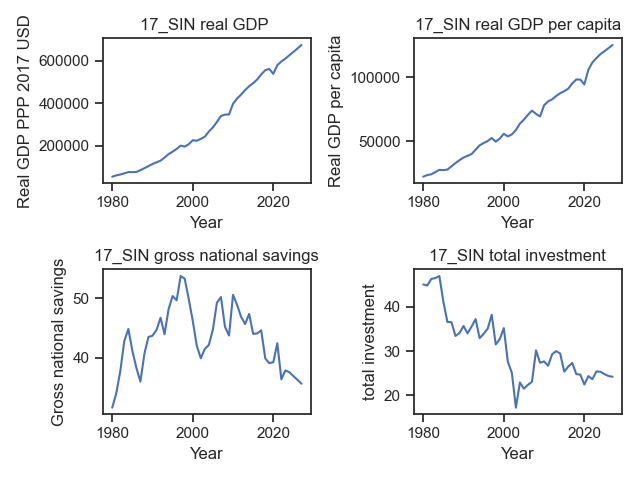 17_SIN real GDP
Real GDP PPP 2017 USD
600000
400000
200000
1980
2000
2020
Year
17_SIN real GDP per capita
Real GDP per capita
100000
50000
1980
2000
2020
Year
17_SIN gross national savings
Gross national savings
50
40
1980
2000
2020
Year
17_SIN total investment
total investment
40
30
20
1980
2000
2020
Year